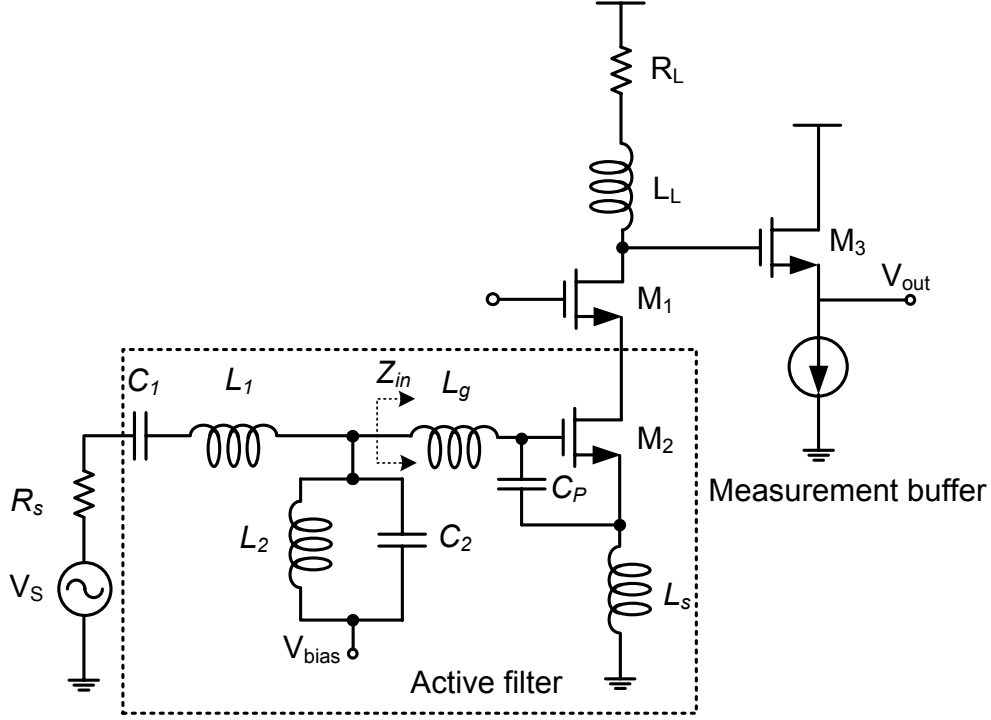 R_L
L_L
M_3
V_out
M_1
C_1
L_1
Z_in
L_g
M_2
C_P
R_s
L_2
C_2
V_S
L_s
V_bias
Measurement buffer
Active filter